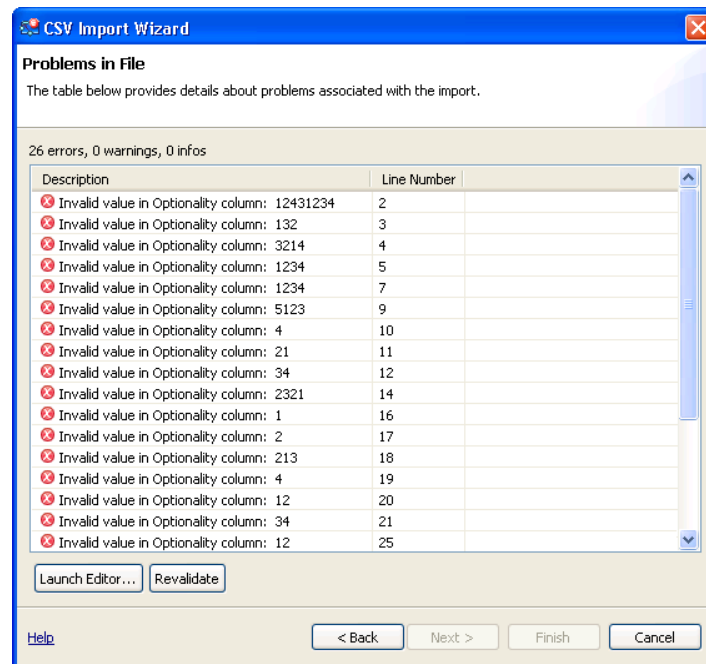 CSV Import Wizard
Problems in File
The table below provides details about problems associated with the import.
26 errors, 0 warnings, 0 infos
Description Line Number
Invalid value in Optionality column: 12431234 2
Invalid value in Optionality column: 132 3
Invalid value in Optionality column: 3214 4
Invalid value in Optionality column: 1234 5
Invalid value in Optionality column: 1234 7
Invalid value in Optionality column: 5123 9
Invalid value in Optionality column: 4 10
Invalid value in Optionality column: 21 11
Invalid value in Optionality column: 34 12
Invalid value in Optionality column: 2321 14
Invalid value in Optionality column: 1 16
Invalid value in Optionality column: 2 17
Invalid value in Optionality column: 213 18
Invalid value in Optionality column: 4 19
Invalid value in Optionality column: 12 20
Invalid value in Optionality column: 34 21
Invalid value in Optionality column: 12 25
Launch Editor... Revalidate
Help < Back Next > Finish Cancel